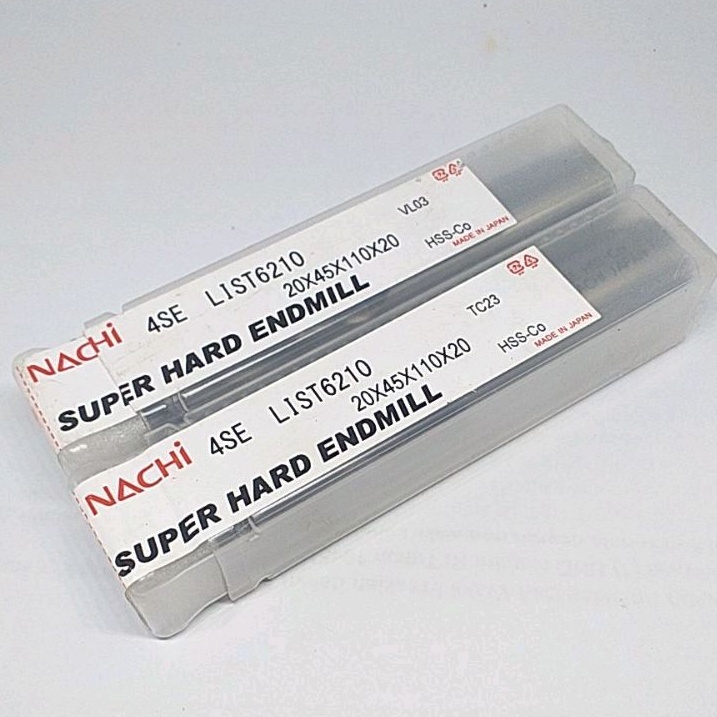 NACHi 4SE LIST6210 VL03
20X45X110X20 HSS-Co
SUPER HARD ENDMILL MADE IN JAPAN
NACHi 4SE LIST6210 TC23
20X45X110X20 HSS-Co
SUPER HARD ENDMILL MADE IN JAPAN